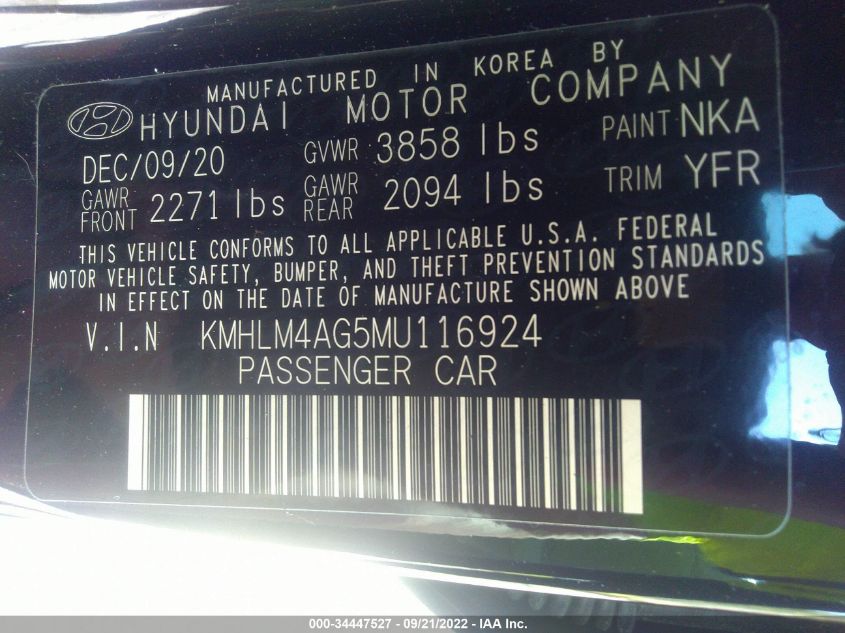 MANUFACTURED IN KOREA BY
HYUNDAI MOTOR COMPANY
DEC/09/20 GVWR 3858 lbs PAINT NKA
GAWR FRONT 2271 lbs GAWR REAR 2094 lbs TRIM YFR
THIS VEHICLE CONFORMS TO ALL APPLICABLE U.S.A. FEDERAL
MOTOR VEHICLE SAFETY, BUMPER, AND THEFT PREVENTION STANDARDS
IN EFFECT ON THE DATE OF MANUFACTURE SHOWN ABOVE
V.I.N KMHLM4AG5MU116924
PASSENGER CAR
000-34447527 - 09/21/2022 - IAA Inc.